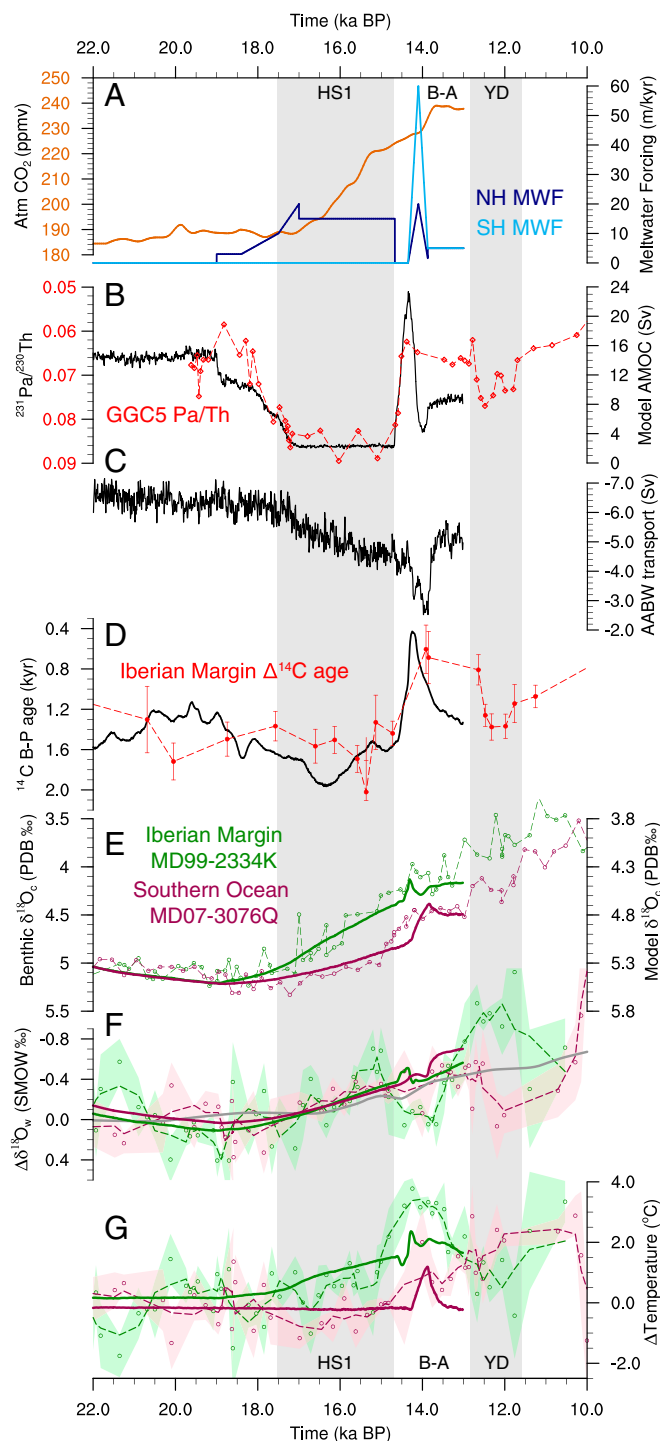 Time (ka BP)
22.0 20.0 18.0 16.0 14.0 12.0 10.0
A
HS1
B-A
YD
250
240
230
220
210
200
190
180
Atm CO2 (ppmv)
60
50
40
30
20
10
0
Meltwater Forcing (m/kyr)
NH MWF
SH MWF
B
0.05
0.06
0.07
0.08
0.09
231Pa/230Th
GGC5 Pa/Th
24
20
16
12
8
4
0
Model AMOC (Sv)
C
-7.0
-6.0
-5.0
-4.0
-3.0
-2.0
AABW transport (Sv)
D
0.4
0.8
1.2
1.6
2.0
14C B-P age (kyr)
Iberian Margin Δ14C age
E
3.5
4
4.5
5
5.5
Benthic δ18Oc (PDB‰)
Iberian Margin
MD99-2334K
Southern Ocean
MD07-3076Q
3.8
4.3
4.8
5.3
5.8
Model δ18Oc (PDB‰)
F
-0.8
-0.4
0.0
0.4
Δδ18Ow (SMOW‰)
G
4.0
2.0
0.0
-2.0
ΔTemperature (°C)
HS1
B-A
YD
22.0 20.0 18.0 16.0 14.0 12.0 10.0
Time (ka BP)